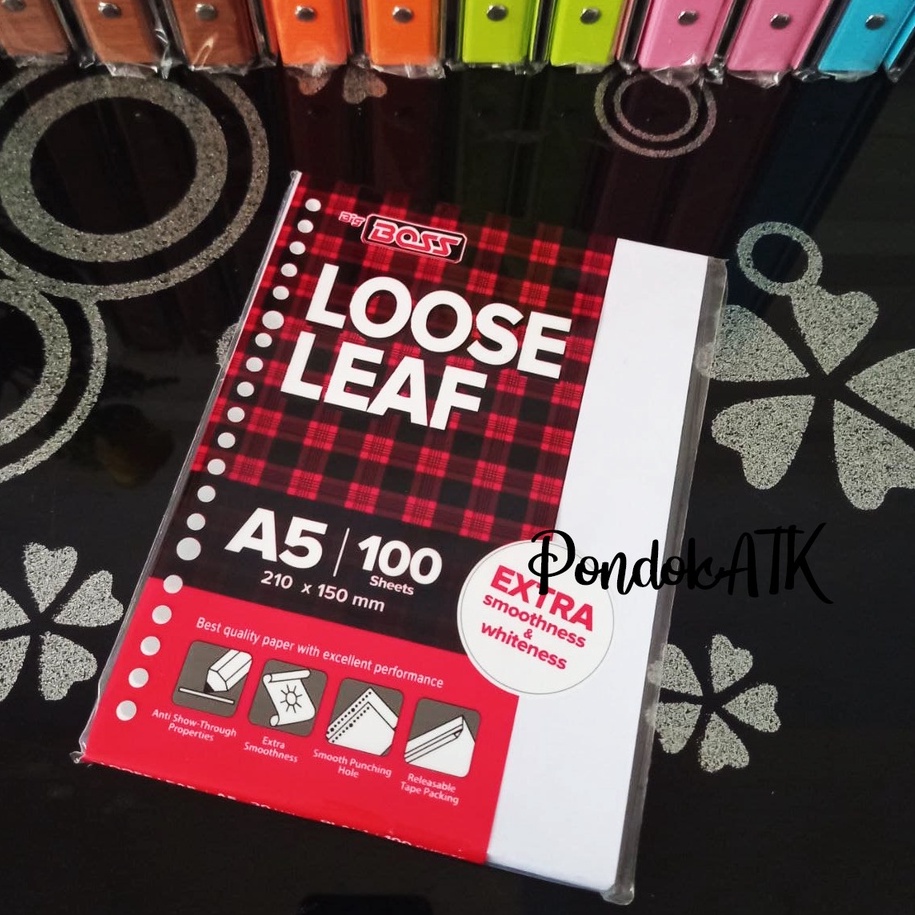 BIG BOSS
LOOSE
LEAF
A5 | 100
Sheets
210 x 150 mm
PondokATK
EXTRA
smoothness
&
whiteness
Best quality paper with excellent performance
Anti Show-Through
Properties
Extra
Smoothness
Smooth Punching
Hole
Releasable
Tape Packing